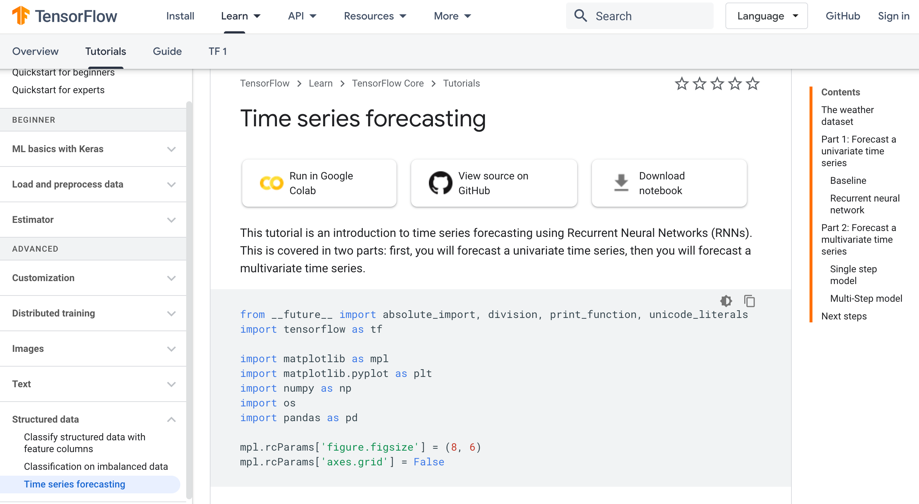 TensorFlow
Install
Learn
API
Resources
More
Search
Language
GitHub
Sign in
Overview
Tutorials
Guide
TF 1
Quickstart for beginners
Quickstart for experts
BEGINNER
ML basics with Keras
Load and preprocess data
Estimator
ADVANCED
Customization
Distributed training
Images
Text
Structured data
Classify structured data with
feature columns
Classification on imbalanced data
Time series forecasting
TensorFlow > Learn > TensorFlow Core > Tutorials
Time series forecasting
Run in Google
Colab
View source on
GitHub
Download
notebook
This tutorial is an introduction to time series forecasting using Recurrent Neural Networks (RNNs).
This is covered in two parts: first, you will forecast a univariate time series, then you will forecast a
multivariate time series.
from __future__ import absolute_import, division, print_function, unicode_literals
import tensorflow as tf
import matplotlib as mpl
import matplotlib.pyplot as plt
import numpy as np
import os
import pandas as pd
mpl.rcParams['figure.figsize'] = (8, 6)
mpl.rcParams['axes.grid'] = False
Contents
The weather
dataset
Part 1: Forecast a
univariate time
series
Baseline
Recurrent neural
network
Part 2: Forecast a
multivariate time
series
Single step
model
Multi-Step model
Next steps